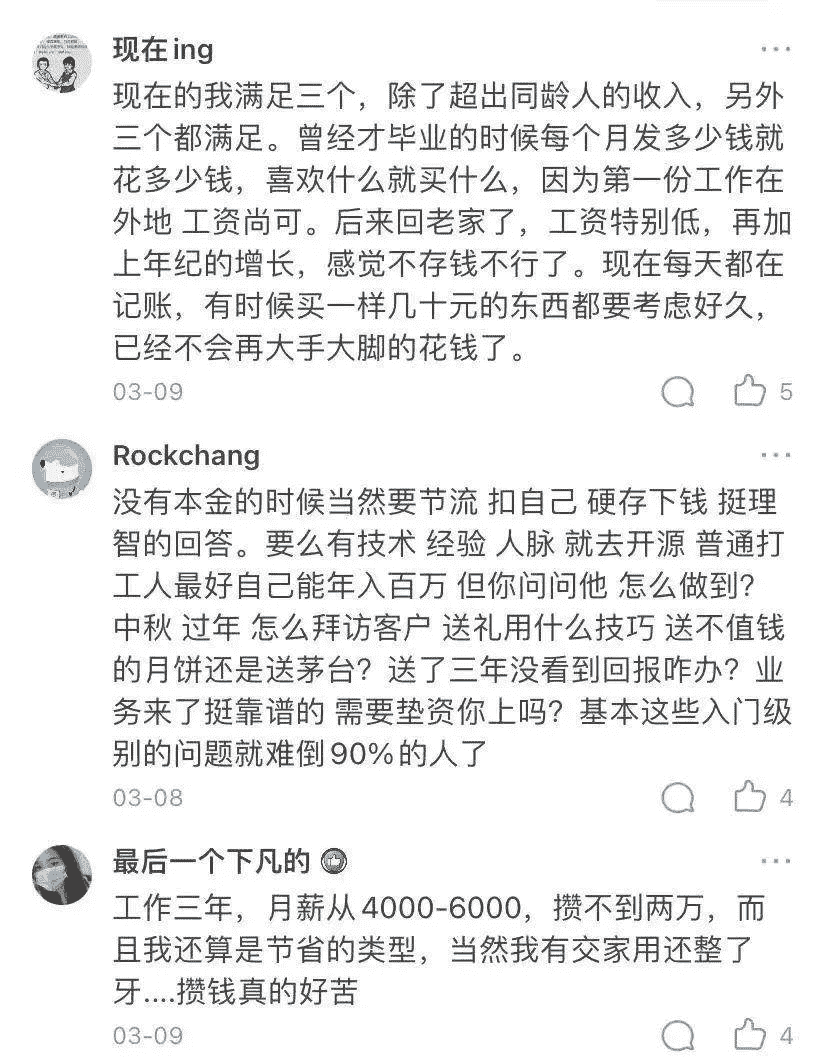 现在ing
现在的我满足三个，除了超出同龄人的收入，另外
三个都满足。曾经才毕业的时候每个月发多少钱就
花多少钱，喜欢什么就买什么，因为第一份工作在
外地 工资尚可。后来回老家了，工资特别低，再加
上年纪的增长，感觉不存钱不行了。现在每天都在
记账，有时候买一样几十元的东西都要考虑好久，
已经不会再大手大脚的花钱了。
03-09
5
Rockchang
没有本金的时候当然要节流 扣自己 硬存下钱 挺理
智的回答。要么有技术 经验 人脉 就去开源 普通打
工人最好自己能年入百万 但你问问他 怎么做到？
中秋 过年 怎么拜访客户 送礼用什么技巧 送不值钱
的月饼还是送茅台？送了三年没看到回报咋办？业
务来了挺靠谱的 需要垫资你上吗？基本这些入门级
别的问题就难倒90%的人了
03-08
4
最后一个下凡的
工作三年，月薪从4000-6000，攒不到两万，而
且我还算是节省的类型，当然我有交家用还整了
牙....攒钱真的好苦
03-09
4